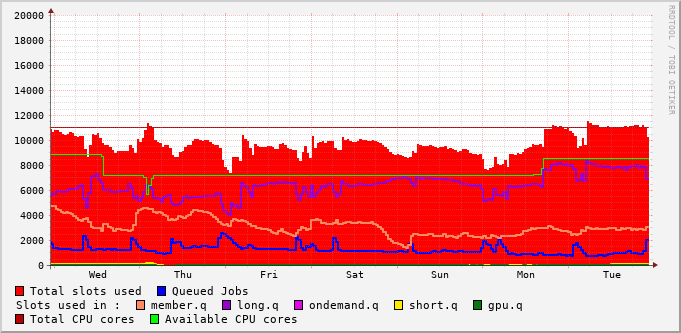 20000
18000
16000
14000
12000
10000
8000
6000
4000
2000
0
Wed Thu Fri Sat Sun Mon Tue
RRDTOOL / TOBI OETIKER
Total slots used Queued Jobs
Slots used in : member.q long.q ondemand.q short.q gpu.q
Total CPU cores Available CPU cores